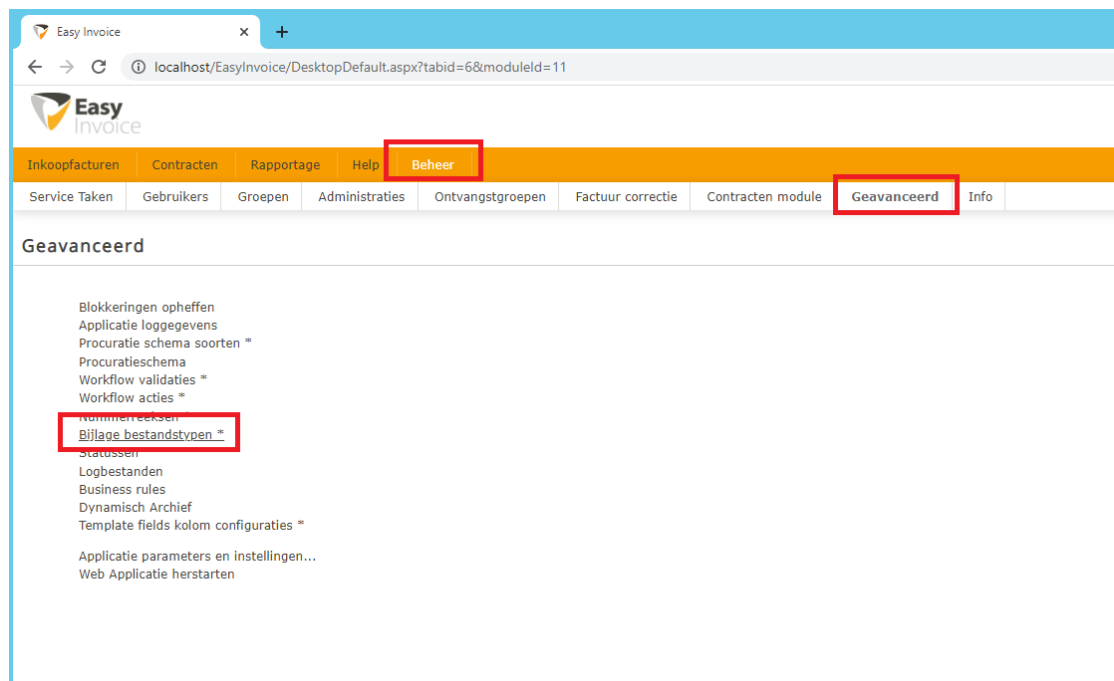 Easy Invoice
localhost/EasyInvoice/DesktopDefault.aspx?tabid=6&moduleId=11
Easy
Invoice
Inkoopfacturen Contracten Rapportage Help Beheer
Service Taken Gebruikers Groepen Administraties Ontvangstgroepen Factuur correctie Contracten module Geavanceerd Info
Geavanceerd
Blokkeringen opheffen
Applicatie loggegevens
Procuratie schema soorten *
Procuratieschema
Workflow validaties *
Workflow acties *
Nummerreeksen
Bijlage bestandstypen *
Statussen
Logbestanden
Business rules
Dynamisch Archief
Template fields kolom configuraties *
Applicatie parameters en instellingen...
Web Applicatie herstarten